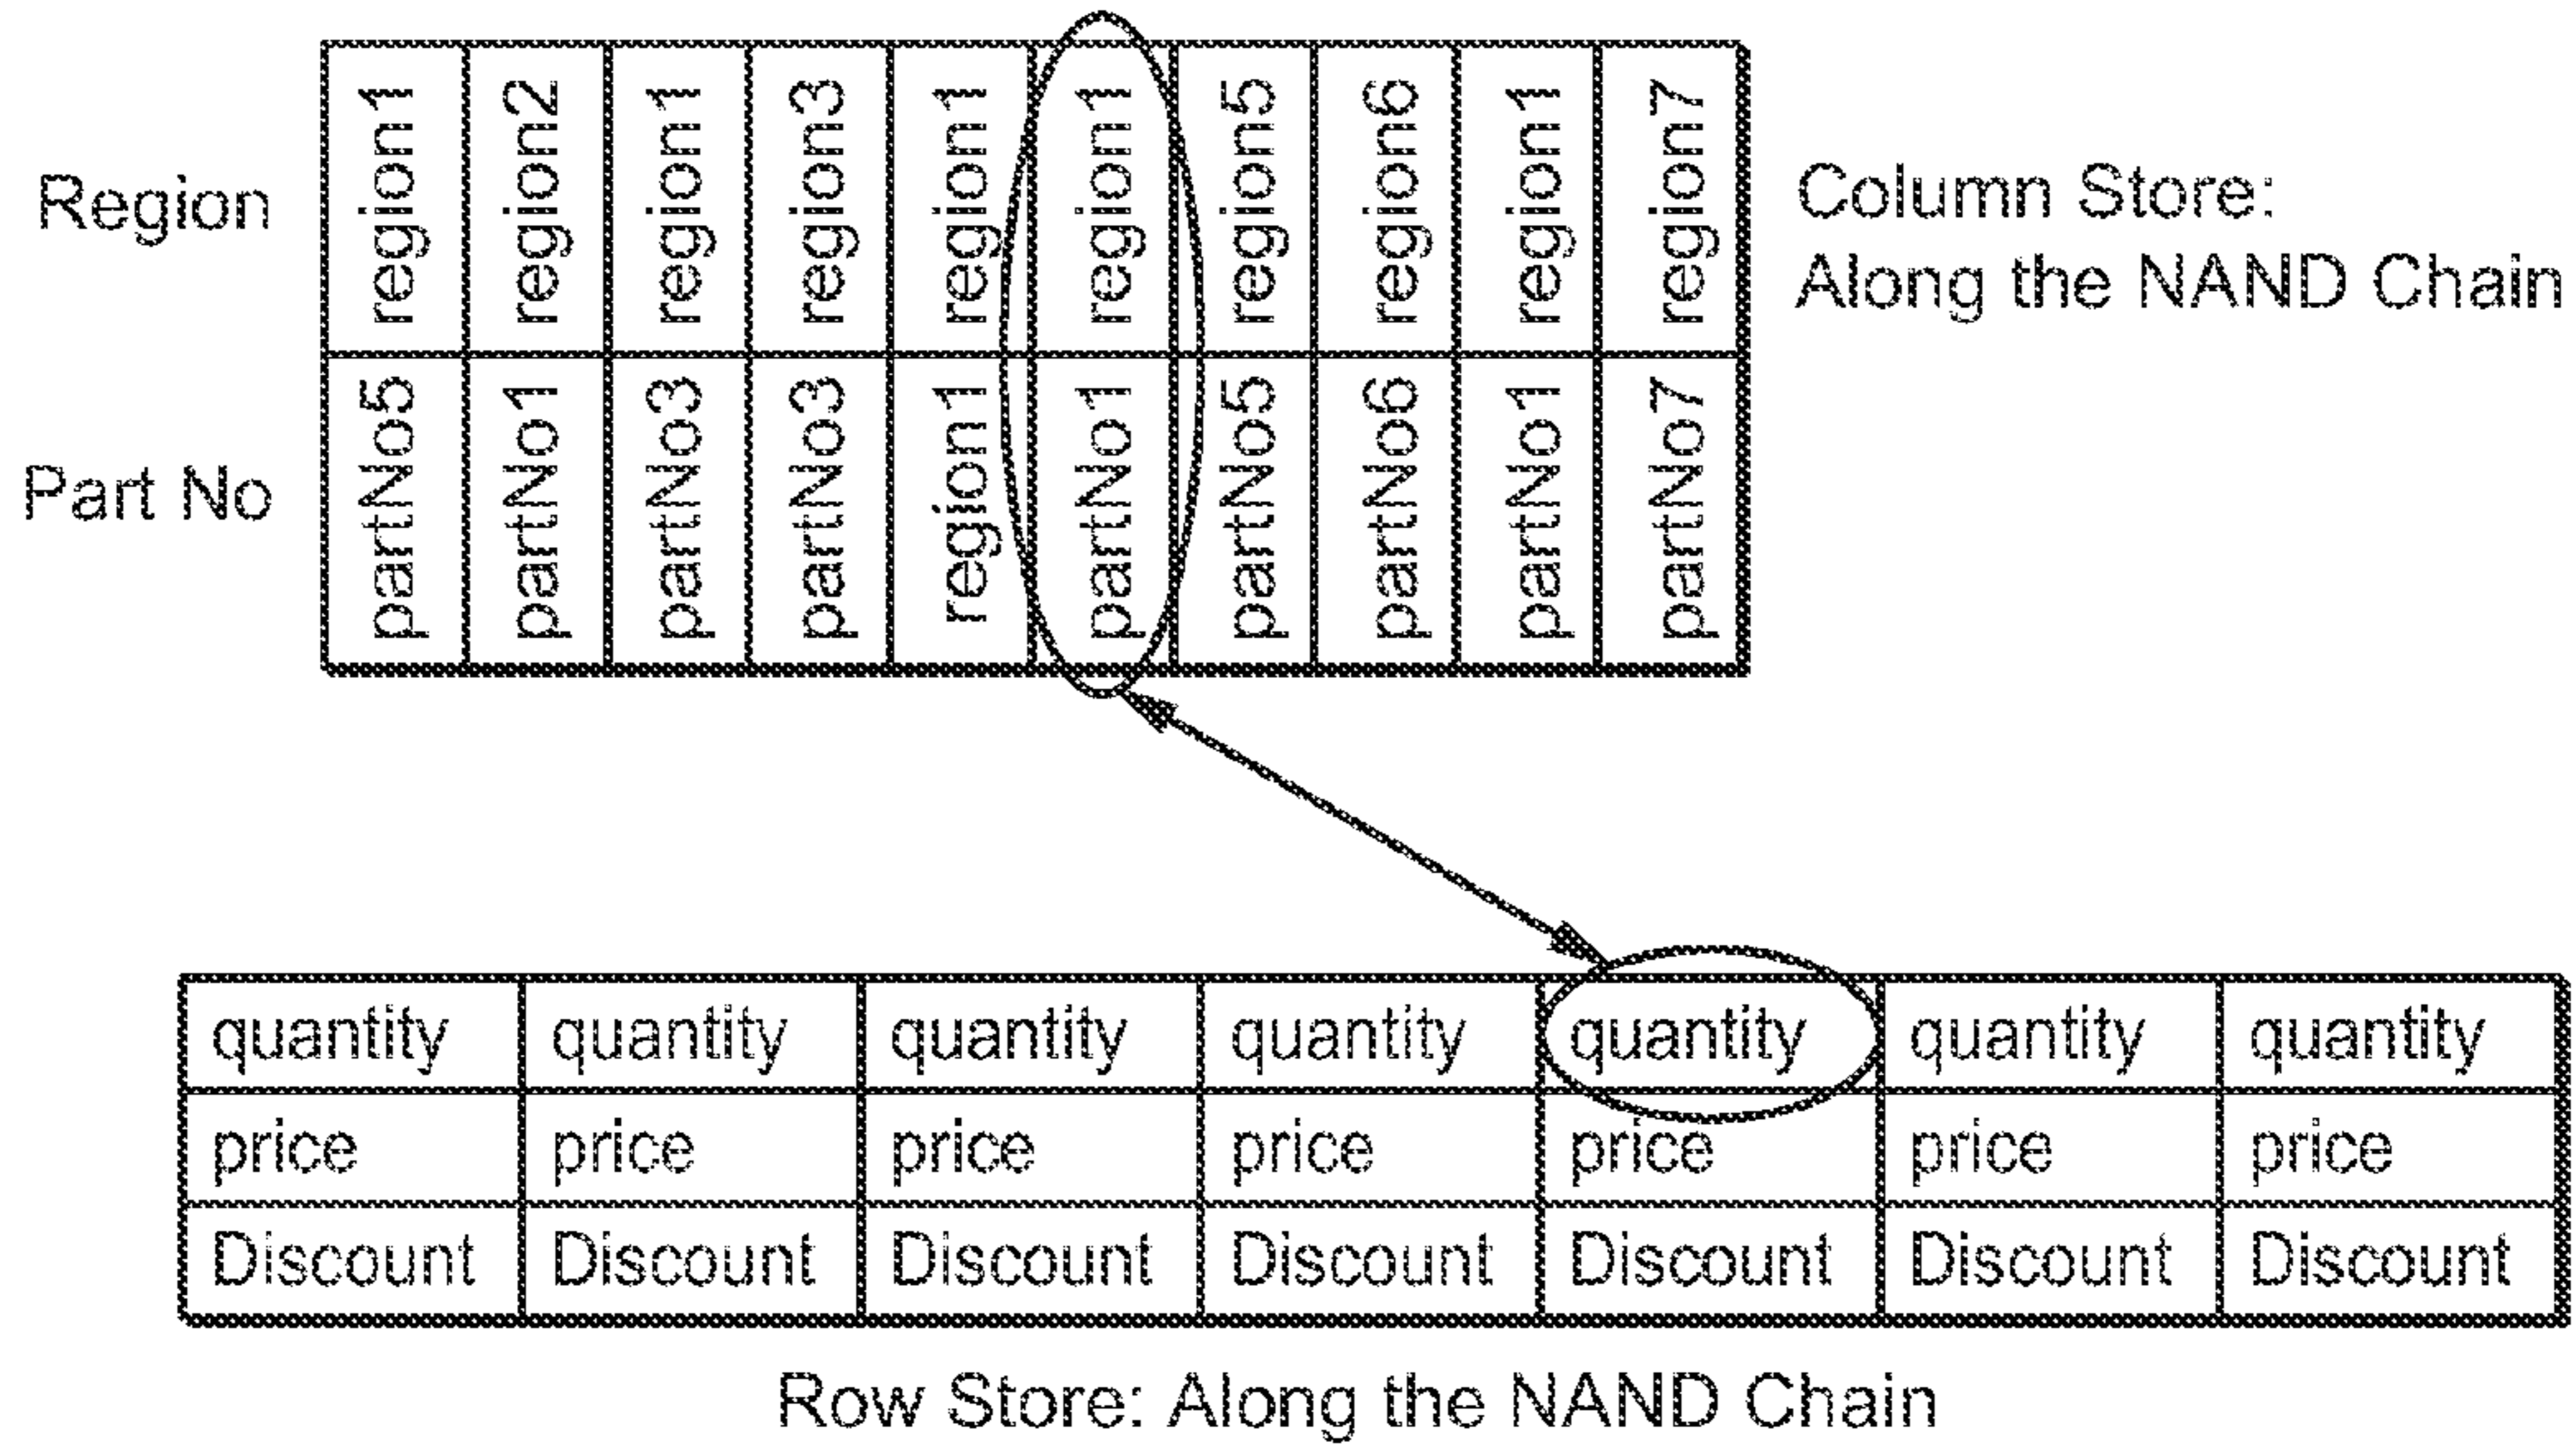 Region region1 region2 region1 region3 region1 region1 region5 region6 region1 region7
Column Store:
Along the NAND Chain
Part No partNo5 partNo1 partNo3 partNo3 region1 partNo1 partNo5 partNo6 partNo1 partNo7
quantity quantity quantity quantity quantity quantity quantity
price price price price price price price
Discount Discount Discount Discount Discount Discount Discount
Row Store: Along the NAND Chain